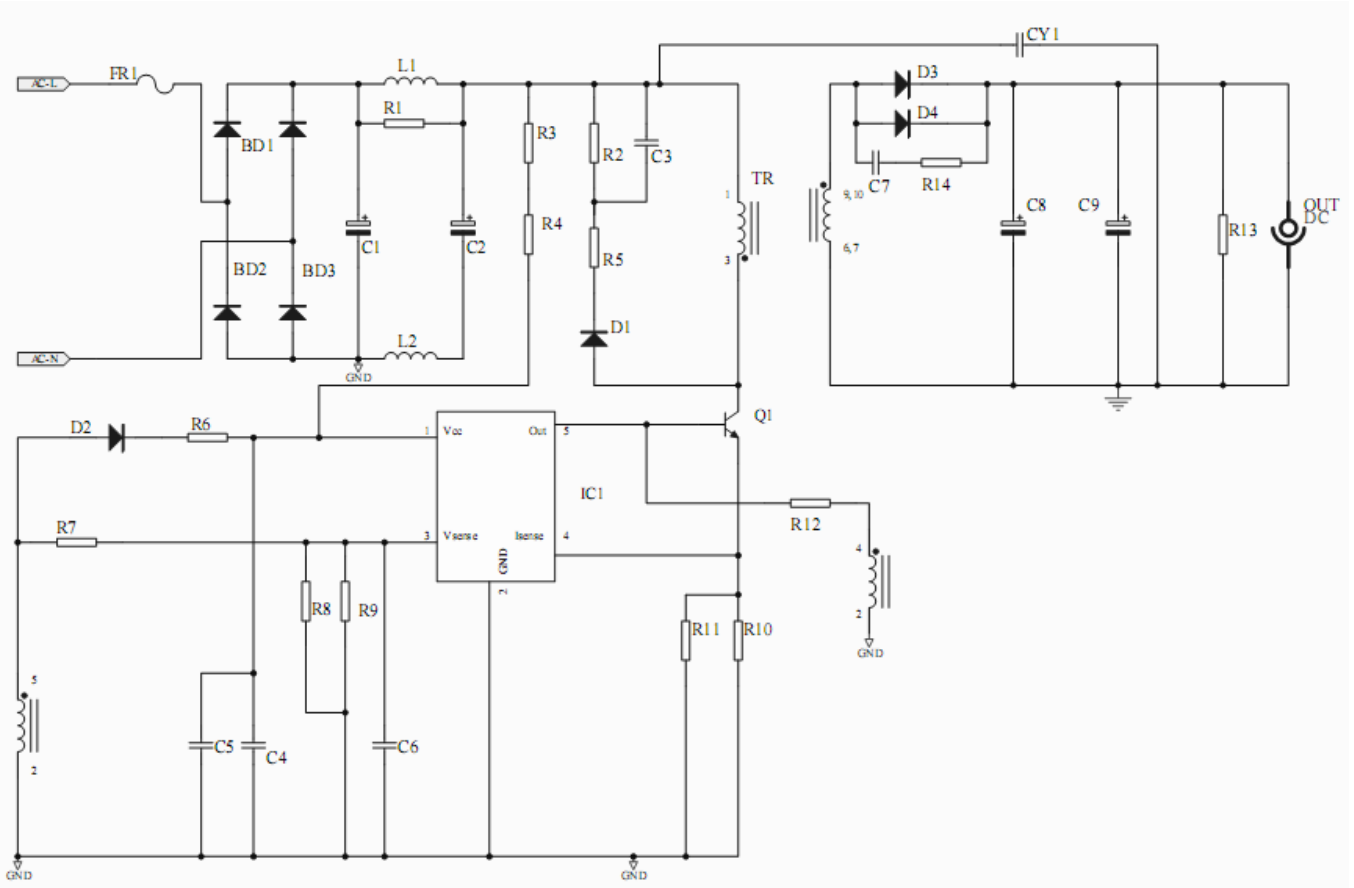 CY1
AC-L
FR1
L1
D3
R1
D4
BD1
R3
R2
C3
C7
R14
TR
1
9, 10
C8
C9
OUT
DC
R4
R13
C1
C2
6, 7
R5
3
BD2
BD3
D1
L2
AC-N
GND
Q1
D2
R6
1
Vcc
Out
5
IC1
R7
R12
3
Vsense
Isense
4
GND
2
4
R8
R9
R11
R10
2
GND
5
C5
C4
C6
2
GND
GND